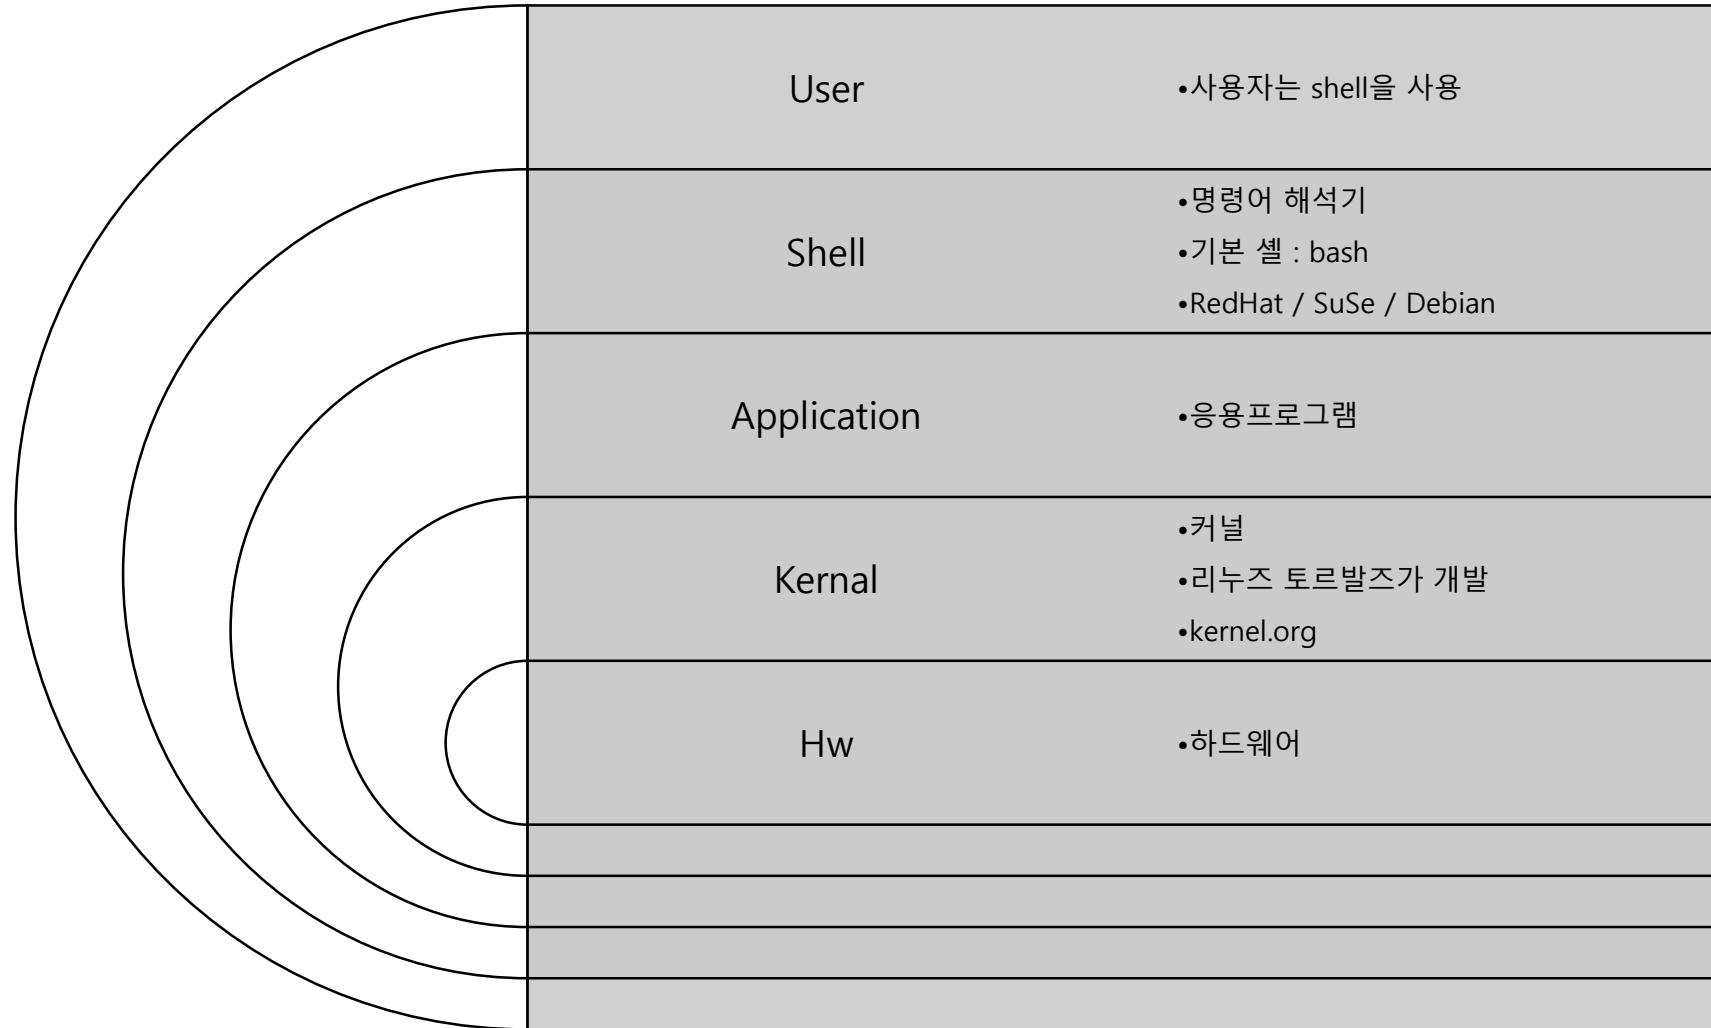 User
•사용자는 shell을 사용
Shell
•명령어 해석기
•기본 셸 : bash
•RedHat / SuSe / Debian
Application
•응용프로그램
Kernal
•커널
•리누즈 토르발즈가 개발
•kernel.org
Hw
•하드웨어